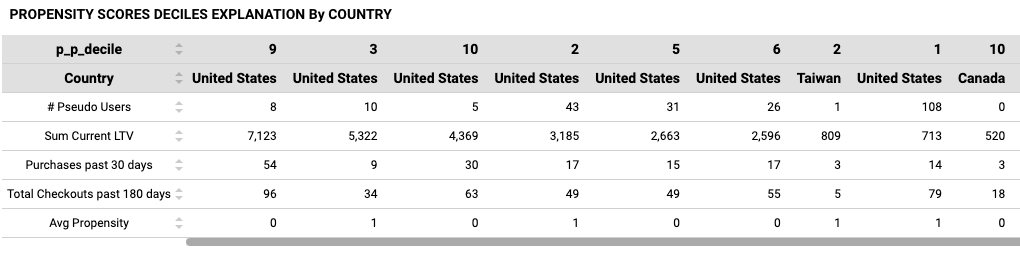 PROPENSITY SCORES DECILES EXPLANATION By COUNTRY
p_p_decile 9 3 10 2 5 6 2 1 10
Country United States United States United States United States United States United States Taiwan United States Canada
# Pseudo Users 8 10 5 43 31 26 1 108 0
Sum Current LTV 7,123 5,322 4,369 3,185 2,663 2,596 809 713 520
Purchases past 30 days 54 9 30 17 15 17 3 14 3
Total Checkouts past 180 days 96 34 63 49 49 55 5 79 18
Avg Propensity 0 1 0 1 0 0 1 1 0